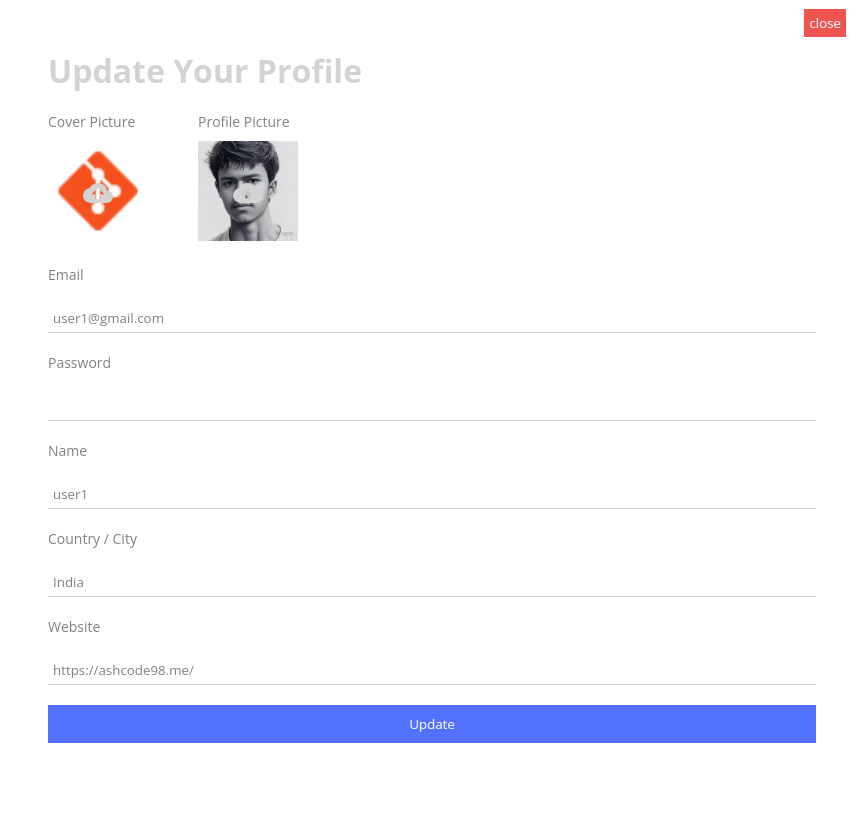 close
Update Your Profile
Cover Picture
Profile Picture
Email
user1@gmail.com
Password
Name
user1
Country / City
India
Website
https://ashcode98.me/
Update